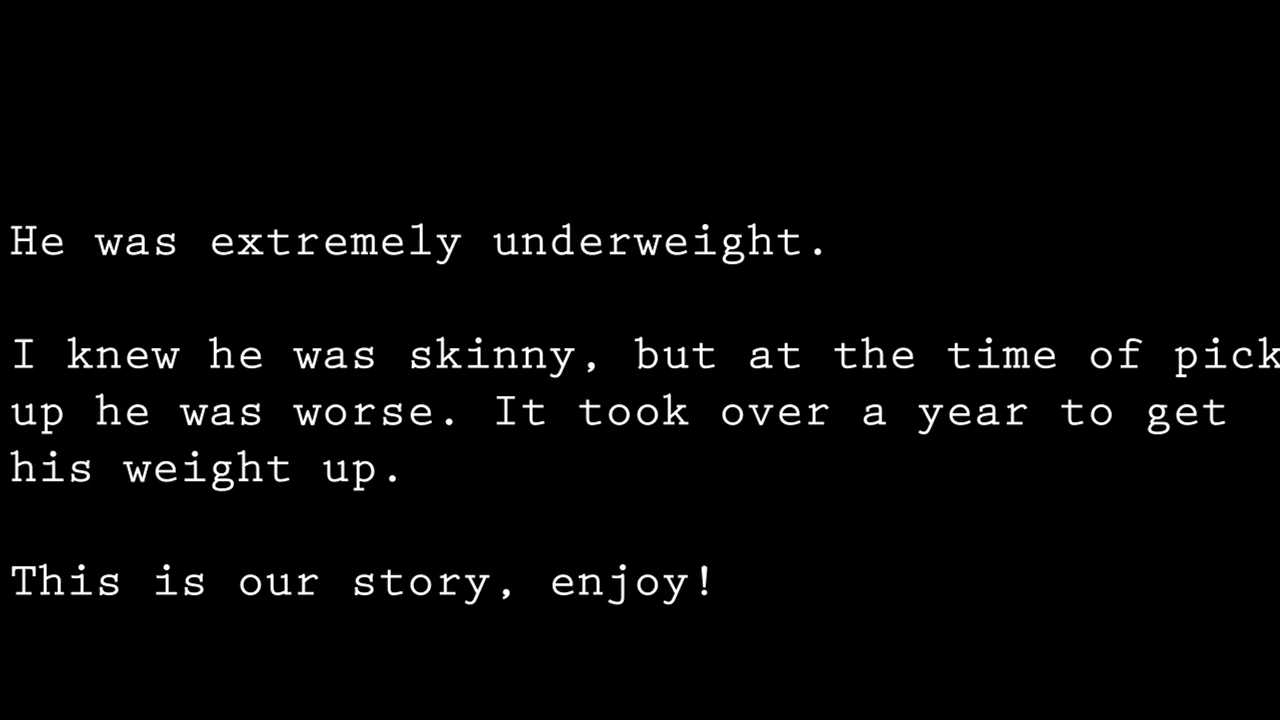 He was extremely underweight.
I knew he was skinny, but at the time of pick
up he was worse. It took over a year to get
his weight up.
This is our story, enjoy!